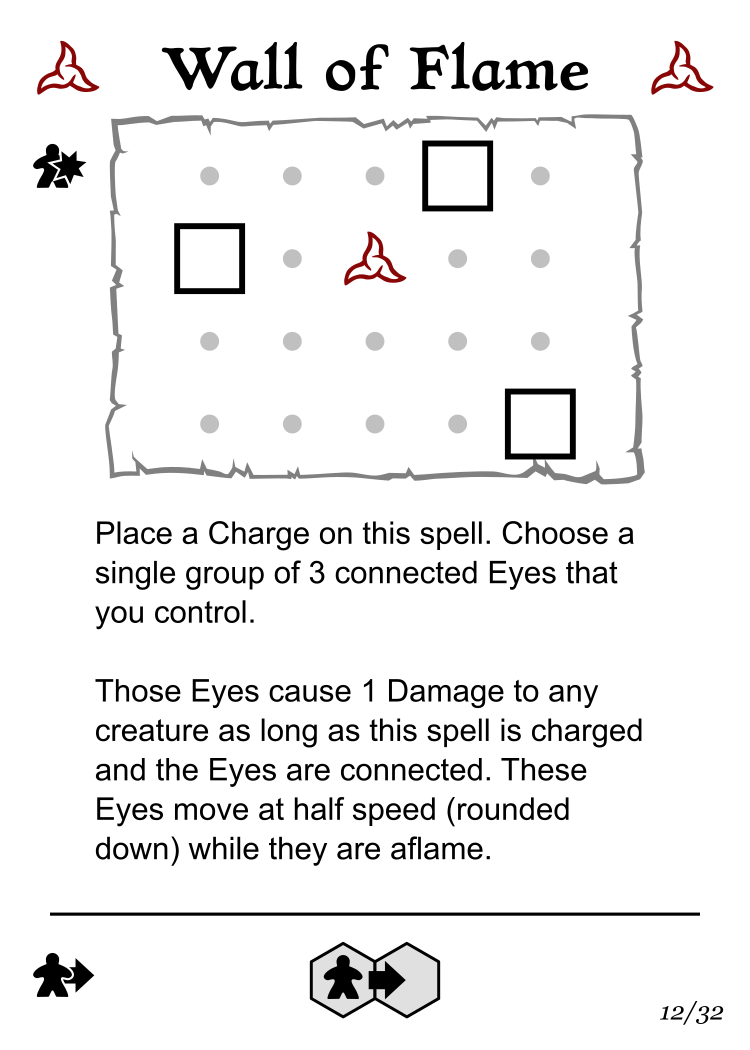 Wall of Flame
Place a Charge on this spell. Choose a
single group of 3 connected Eyes that
you control.
Those Eyes cause 1 Damage to any
creature as long as this spell is charged
and the Eyes are connected. These
Eyes move at half speed (rounded
down) while they are aflame.
12/32